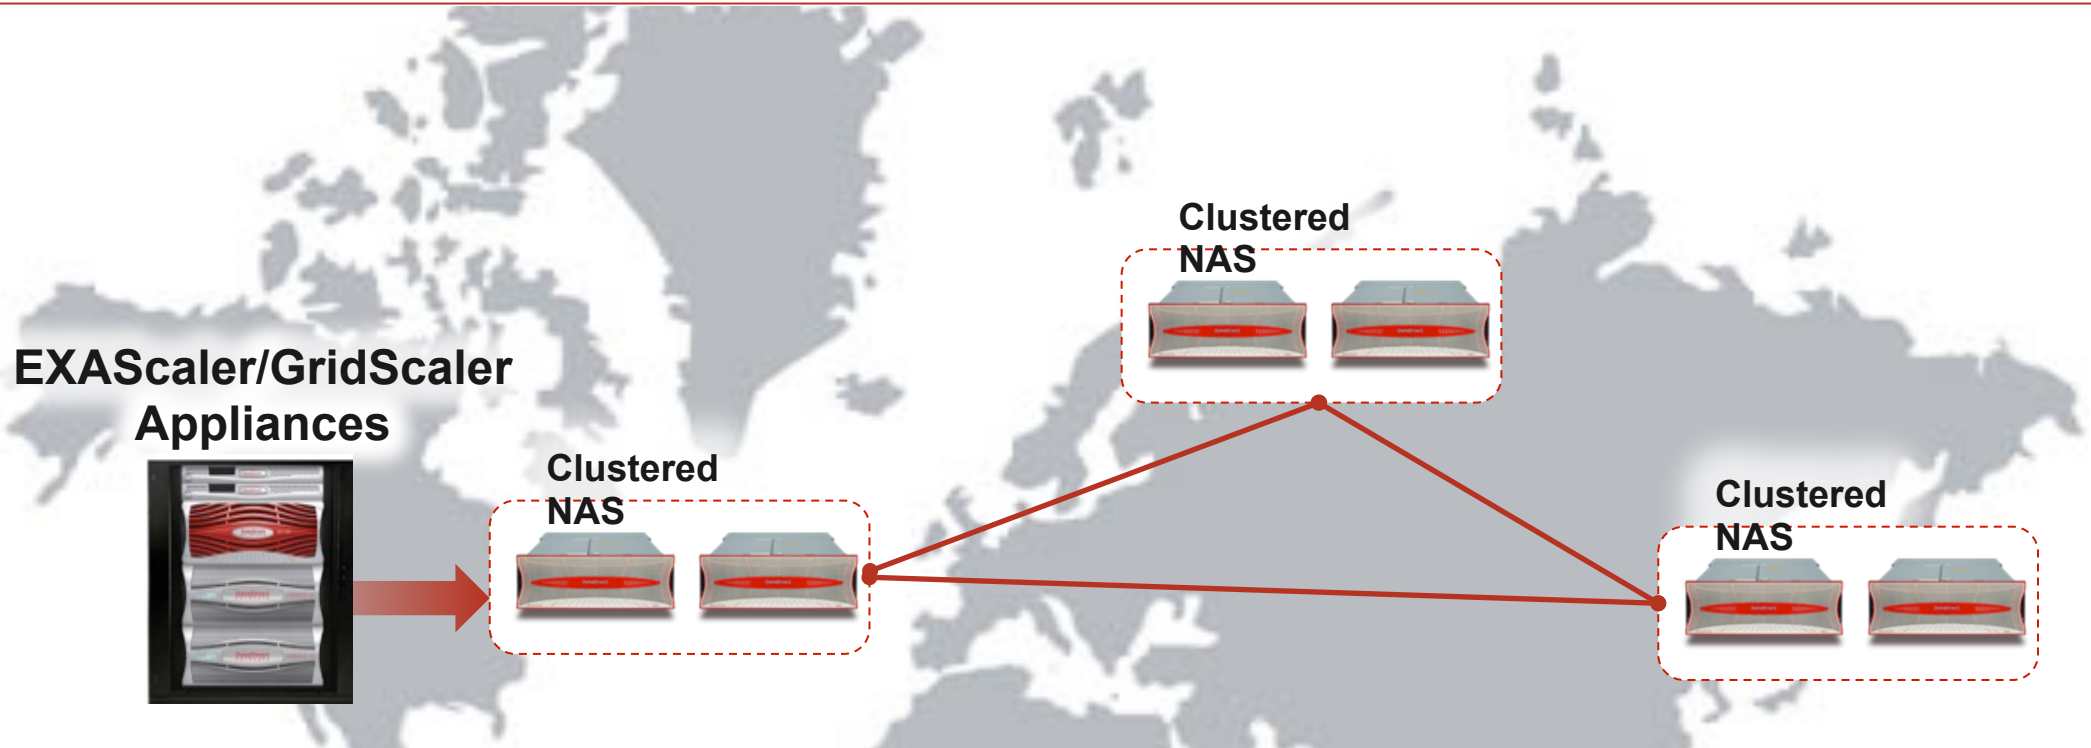 Clustered
NAS
EXAScaler/GridScaler
Appliances
Clustered
NAS
Clustered
NAS